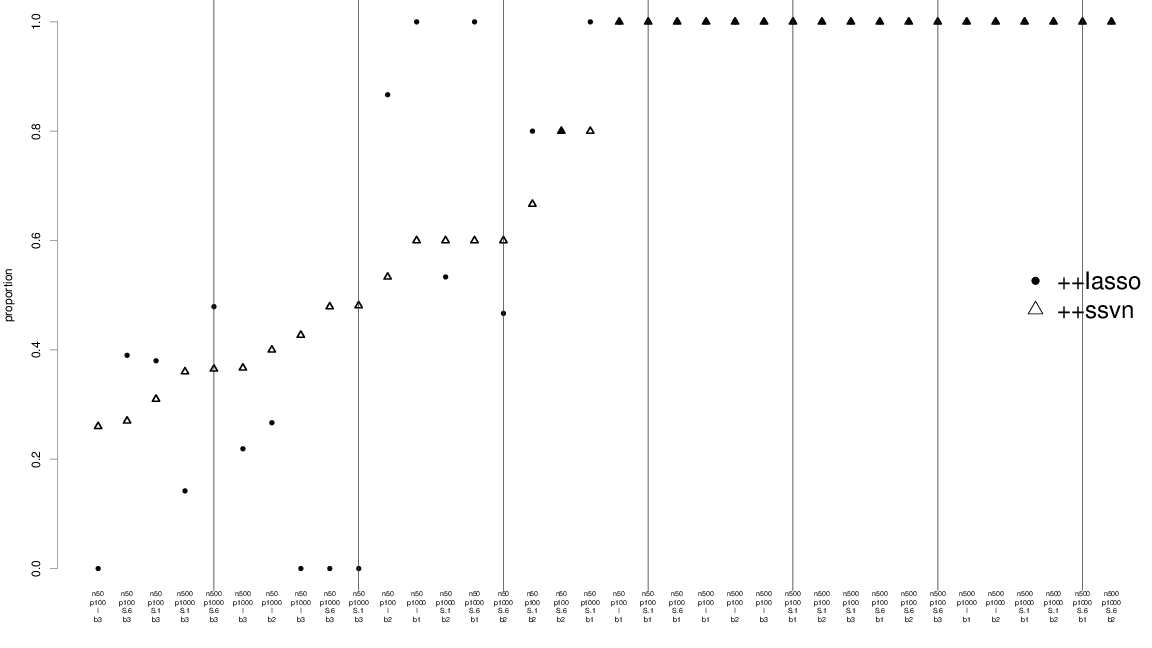 1.0
0.8
0.6
0.4
0.2
0.0
proportion
++lasso
++ssvn
n50 n50 n50 n500 n500 n500 n50 n50 n50 n50 n50 n50 n50 n50 n50 n50 n50 n50 n50 n50 n50 n500 n500 n500 n500 n500 n500 n500 n500 n500 n500 n500 n500 n500 n500 n500
p100 p100 p100 p1000 p1000 p1000 p100 p1000 p1000 p1000 p1000 p1000 p1000 p1000 p1000 p100 p100 p1000 p100 p100 p100 p100 p100 p100 p100 p100 p100 p100 p100 p100 p1000 p1000 p1000 p1000 p1000 p1000
I S.6 S.1 S.1 S.6 I I I S.6 S.1 I I S.1 S.6 S.6 S.1 S.6 S.1 I S.1 S.6 I I I S.1 S.1 S.1 S.6 S.6 S.6 I I S.1 S.1 S.6 S.6
b3 b3 b3 b3 b3 b3 b2 b3 b3 b3 b2 b1 b2 b1 b2 b2 b2 b1 b1 b1 b1 b1 b2 b3 b1 b2 b3 b1 b2 b3 b1 b2 b1 b2 b1 b2